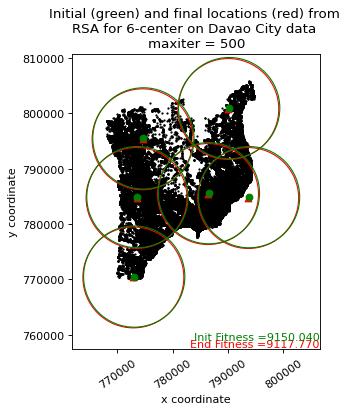 Initial (green) and final locations (red) from
RSA for 6-center on Davao City data
maxiter = 500
810000
800000
790000
780000
770000
760000
y coordinate
Init Fitness =9150.040
End Fitness =9117.770
770000
780000
790000
800000
x coordinate